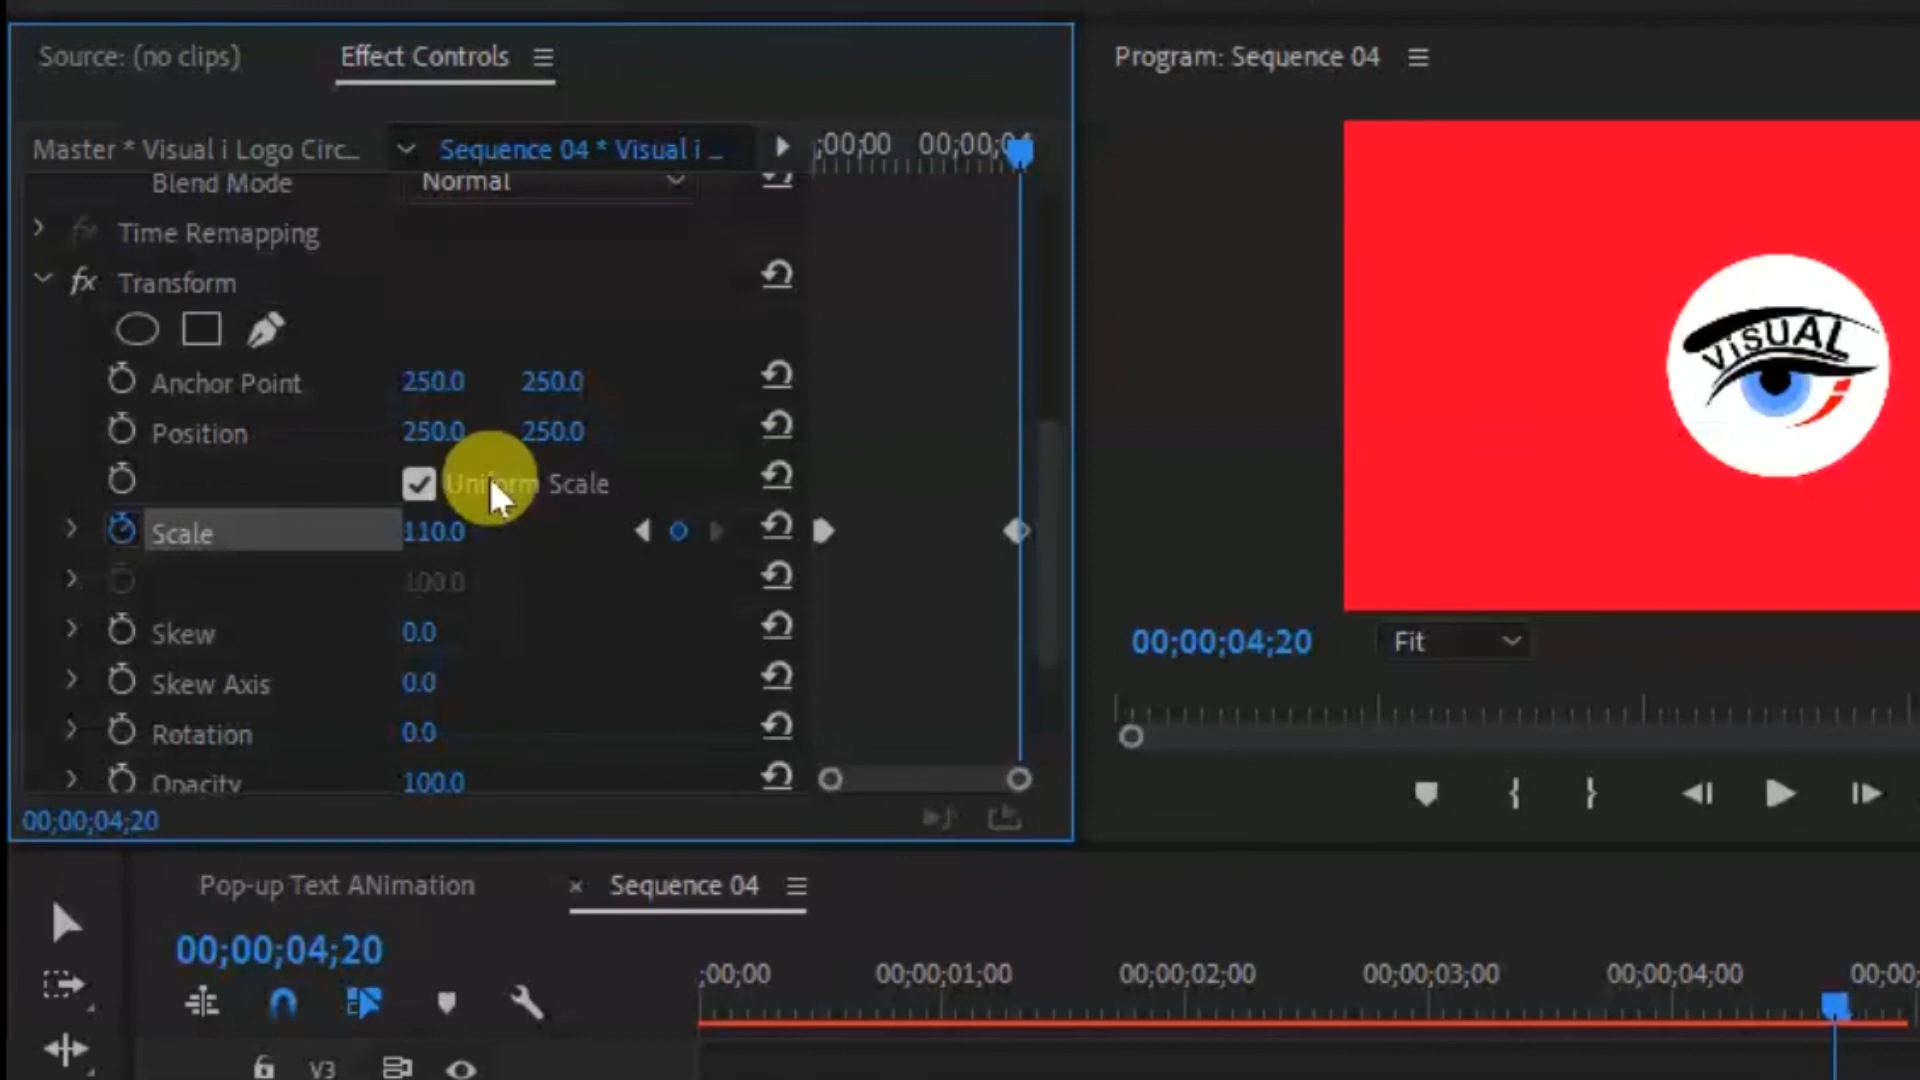 Source: (no clips)
Effect Controls
Program: Sequence 04
Master * Visual i Logo Circ...
Sequence 04 * Visual i ...
;00;00
00;00;04
Blend Mode
Normal
fx Time Remapping
fx Transform
Anchor Point 250.0 250.0
Position 250.0 250.0
Uniform Scale
Scale 110.0
100.0
Skew 0.0
Skew Axis 0.0
Rotation 0.0
Opacity 100.0
00;00;04;20
ViSUAL
00;00;04;20
Fit
Pop-up Text ANimation
× Sequence 04
00;00;04;20
;00;00
00;00;01;00
00;00;02;00
00;00;03;00
00;00;04;00
00;00;
V3